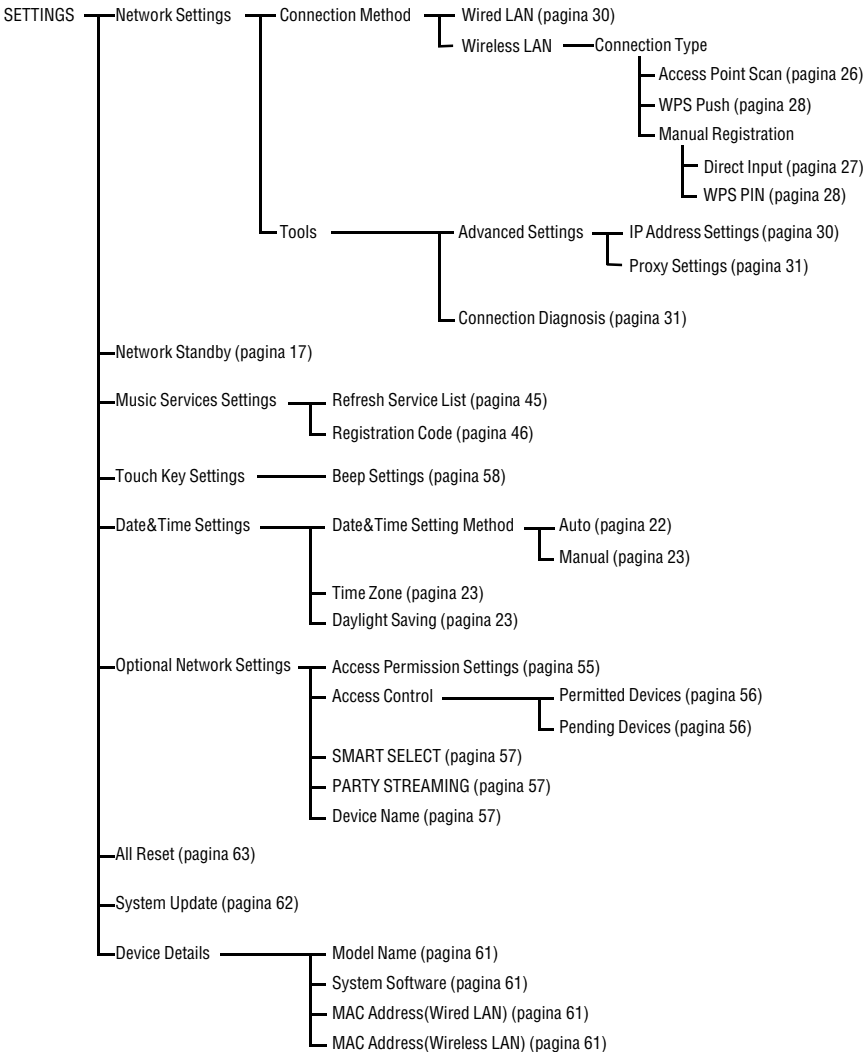 SETTINGS Network Settings Connection Method Wired LAN (pagina 30)
Wireless LAN Connection Type
Access Point Scan (pagina 26)
WPS Push (pagina 28)
Manual Registration
Direct Input (pagina 27)
WPS PIN (pagina 28)
Tools Advanced Settings IP Address Settings (pagina 30)
Proxy Settings (pagina 31)
Connection Diagnosis (pagina 31)
Network Standby (pagina 17)
Music Services Settings Refresh Service List (pagina 45)
Registration Code (pagina 46)
Touch Key Settings Beep Settings (pagina 58)
Date&Time Settings Date&Time Setting Method Auto (pagina 22)
Manual (pagina 23)
Time Zone (pagina 23)
Daylight Saving (pagina 23)
Optional Network Settings Access Permission Settings (pagina 55)
Access Control Permitted Devices (pagina 56)
Pending Devices (pagina 56)
SMART SELECT (pagina 57)
PARTY STREAMING (pagina 57)
Device Name (pagina 57)
All Reset (pagina 63)
System Update (pagina 62)
Device Details Model Name (pagina 61)
System Software (pagina 61)
MAC Address(Wired LAN) (pagina 61)
MAC Address(Wireless LAN) (pagina 61)